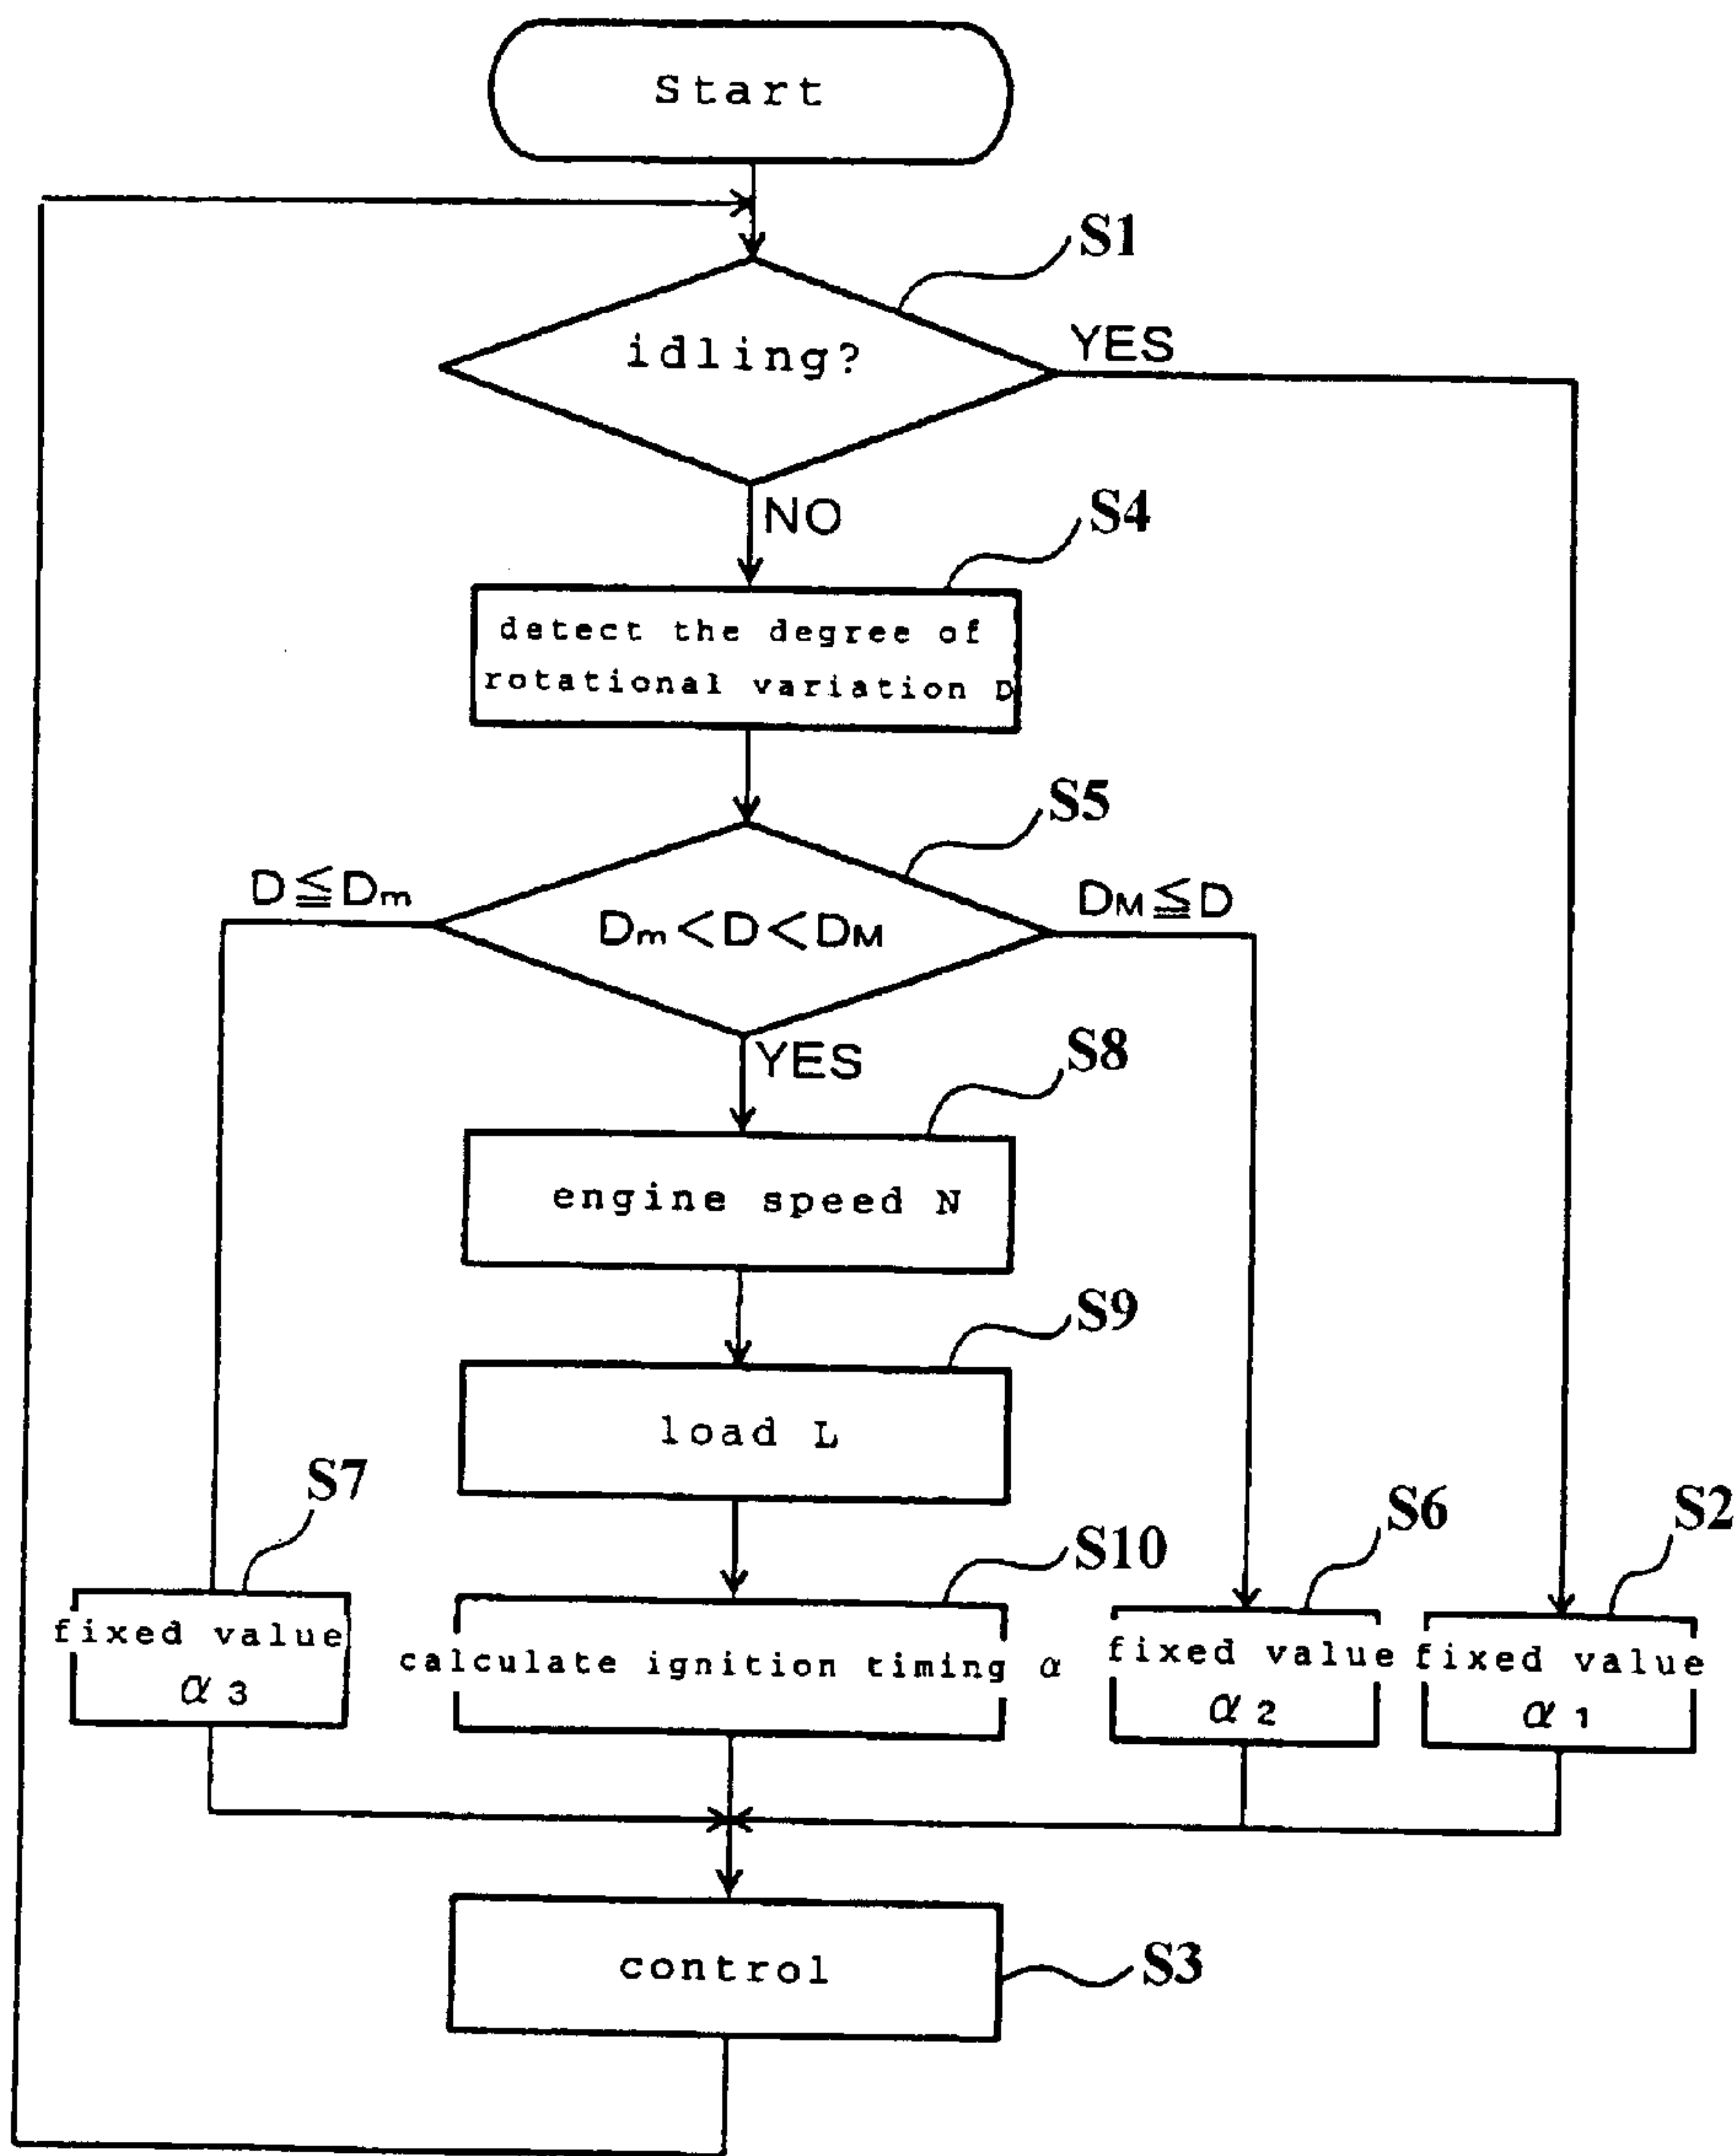 Start
S1
idling?
YES
NO
S4
detect the degree of
rotational variation D
S5
D≦Dm
Dm<D<DM
DM≦D
YES
S8
engine speed N
S9
load L
S7
S10
S6
S2
fixed value
α3
calculate ignition timing α
fixed value
α2
fixed value
α1
control
S3